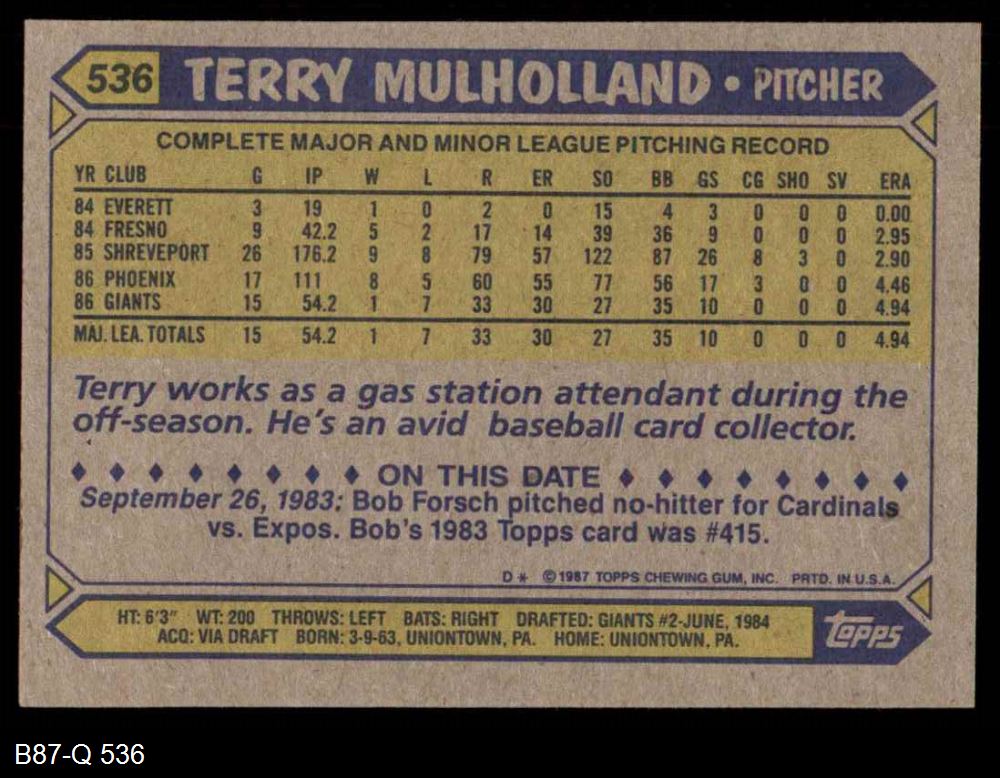 536 TERRY MULHOLLAND • PITCHER
COMPLETE MAJOR AND MINOR LEAGUE PITCHING RECORD
YR CLUB G IP W L R ER SO BB GS CG SHO SV ERA
84 EVERETT 3 19 1 0 2 0 15 4 3 0 0 0 0.00
84 FRESNO 9 42.2 5 2 17 14 39 36 9 0 0 0 2.95
85 SHREVEPORT 26 176.2 9 8 79 57 122 87 26 8 3 0 2.90
86 PHOENIX 17 111 8 5 60 55 77 56 17 3 0 0 4.46
86 GIANTS 15 54.2 1 7 33 30 27 35 10 0 0 0 4.94
MAJ. LEA. TOTALS 15 54.2 1 7 33 30 27 35 10 0 0 0 4.94
Terry works as a gas station attendant during the
off-season. He's an avid baseball card collector.
♦ ♦ ♦ ♦ ♦ ♦ ♦ ♦ ON THIS DATE ♦ ♦ ♦ ♦ ♦ ♦ ♦ ♦
September 26, 1983: Bob Forsch pitched no-hitter for Cardinals
vs. Expos. Bob's 1983 Topps card was #415.
D* © 1987 TOPPS CHEWING GUM, INC. PRTD. IN U.S.A.
HT: 6'3" WT: 200 THROWS: LEFT BATS: RIGHT DRAFTED: GIANTS #2-JUNE, 1984
ACQ: VIA DRAFT BORN: 3-9-63, UNIONTOWN, PA. HOME: UNIONTOWN, PA.
topps
B87-Q 536